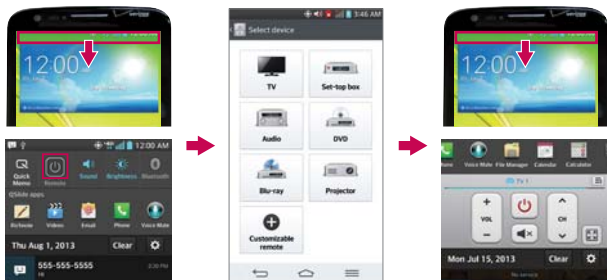 12:00
12:00 AM
Quick Memo
Remote
Sound
Brightness
Bluetooth
QSlide apps
Videos
Email
Phone
Voice Mate
Thu Aug 1, 2013
Clear
555-555-5555
Hi
3:46 AM
Select device
TV
Set-top box
Audio
DVD
Blu-ray
Projector
Customizable remote
12:00
Voice Mate
File Manager
Calendar
Calculator
TV 1
+
VOL
-
CH
Mon Jul 15, 2013
Clear
No service